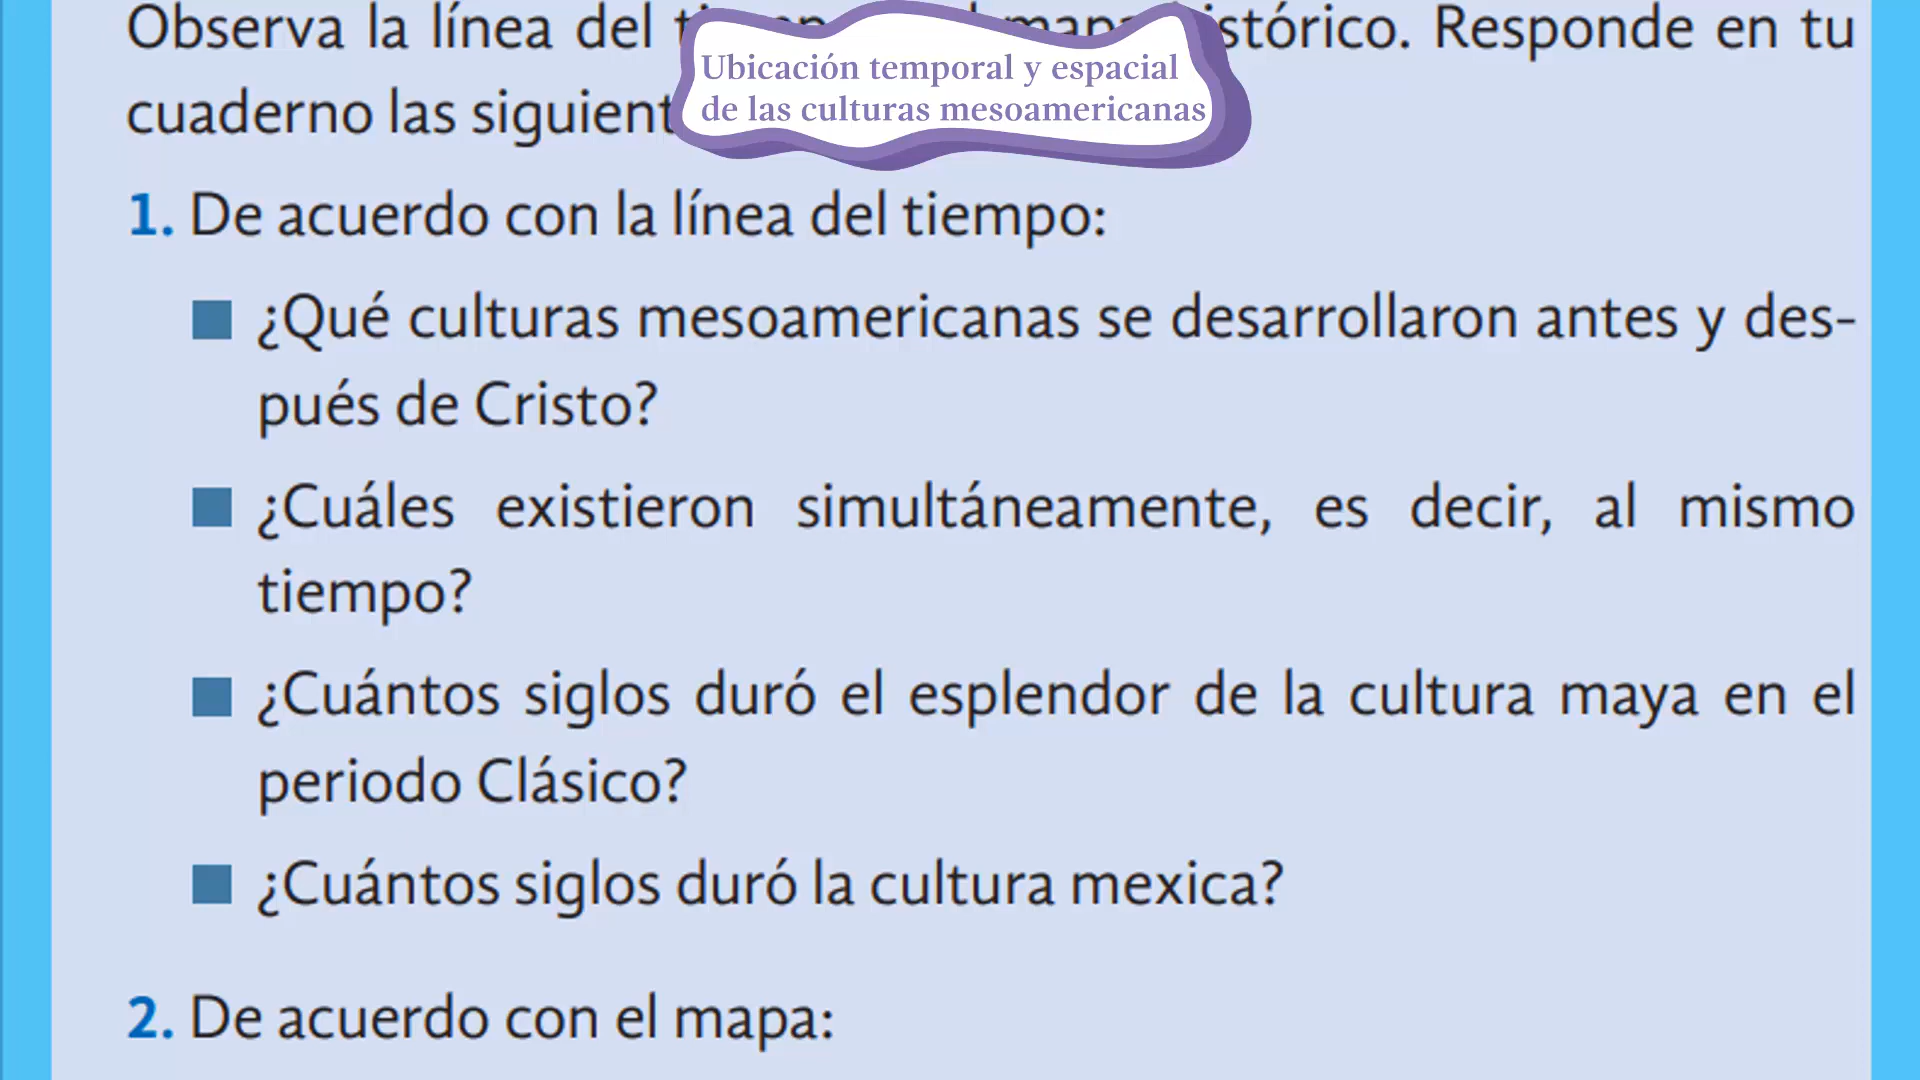 Observa la línea del stórico. Responde en tu
Ubicación temporal y espacial
de las culturas mesoamericanas
cuaderno las
1. De acuerdo con la línea del tiempo:
¿Qué culturas mesoamericanas se desarrollaron antes y des-
pués de Cristo?
¿Cuáles existieron simultáneamente, es decir, al mismo
tiempo?
¿Cuántos siglos duró el esplendor de la cultura maya en el
periodo Clásico?
¿Cuántos siglos duró la cultura mexica?
2. De acuerdo con el mapa: